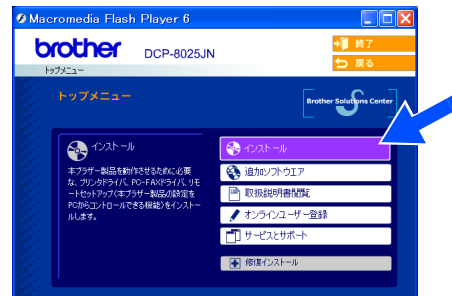 Macromedia Flash Player 6
brother
DCP-8025JN
終了
戻る
トップメニュー
トップメニュー
Brother Solutions Center
インストール
本ブラザー製品を動作させるために必要
な、プリンタドライバ、PC-FAXドライバ、リモ
ートセットアップ(本ブラザー製品の設定を
PCからコントロールできる機能)をインストー
ルします。
インストール
追加ソフトウエア
取扱説明書閲覧
オンラインユーザー登録
サービスとサポート
修復インストール